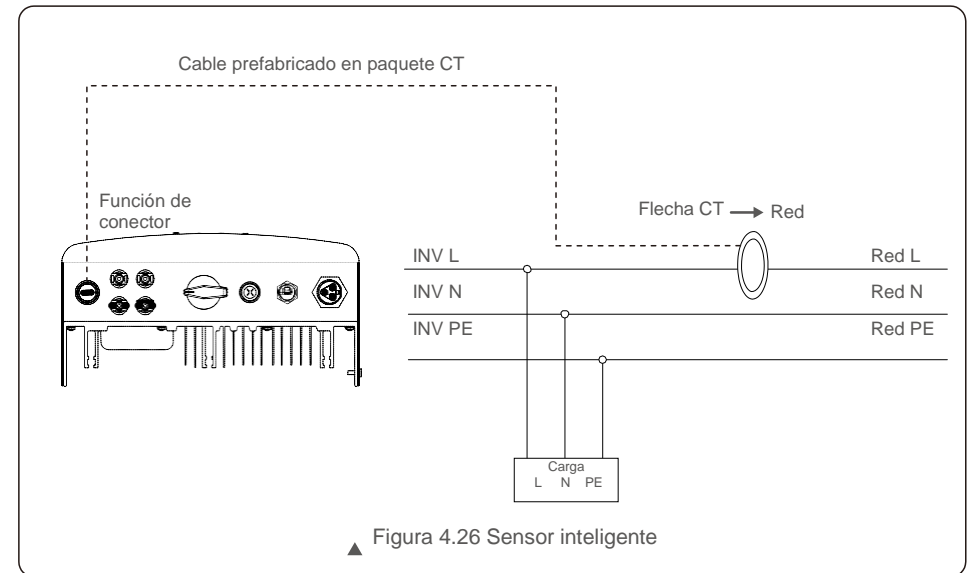 Cable prefabricado en paquete CT
Función de
conector
Flecha CT → Red
INV L
Red L
INV N
Red N
INV PE
Red PE
Carga
L N PE
▲ Figura 4.26 Sensor inteligente